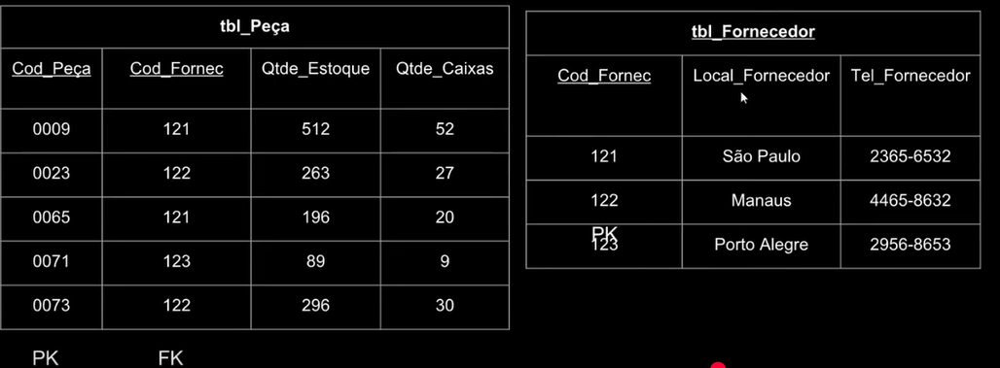 tbl_Peça
Cod_Peça Cod_Fornec Qtde_Estoque Qtde_Caixas
0009 121 512 52
0023 122 263 27
0065 121 196 20
0071 123 89 9
0073 122 296 30
PK FK
tbl_Fornecedor
Cod_Fornec Local_Fornecedor Tel_Fornecedor
121 São Paulo 2365-6532
122 Manaus 4465-8632
PK
123 Porto Alegre 2956-8653